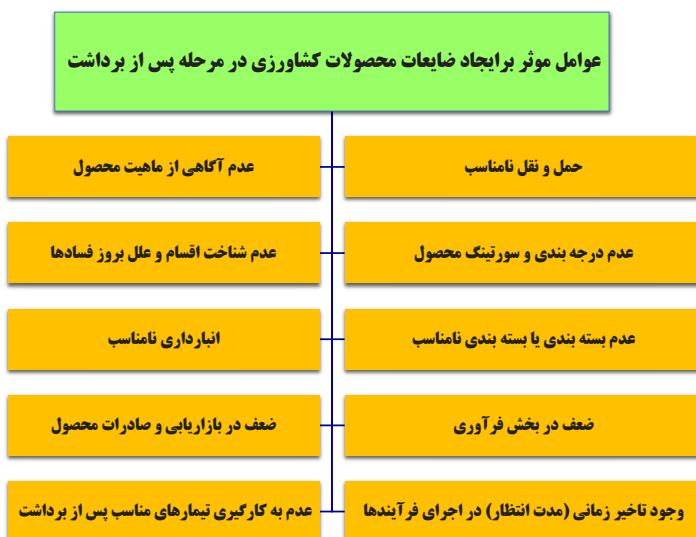 عوامل موثر برایجاد ضایعات محصولات کشاورزی در مرحله پس از برداشت
حمل و نقل نامناسب
عدم آگاهی از ماهیت محصول
عدم درجه بندی و سورتینگ محصول
عدم شناخت اقسام و علل بروز فسادها
عدم بسته بندی یا بسته بندی نامناسب
انبارداری نامناسب
ضعف در بخش فرآوری
ضعف در بازاریابی و صادرات محصول
وجود تاخیر زمانی (مدت انتظار) در اجرای فرآیندها
عدم به کارگیری تیمارهای مناسب پس از برداشت